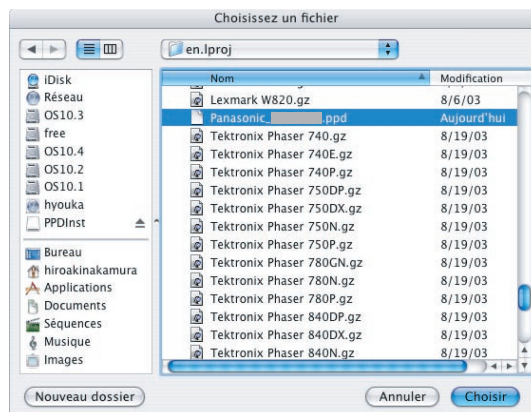 Choisissez un fichier
en.lproj
iDisk
Réseau
OS10.3
free
OS10.4
OS10.2
OS10.1
hyouka
PPDInst
Bureau
hiroakinakamura
Applications
Documents
Séquences
Musique
Images
Nom Modification
Lexmark W820.gz 8/6/03
Panasonic_ .ppd Aujourd'hui
Tektronix Phaser 740.gz 8/19/03
Tektronix Phaser 740E.gz 8/19/03
Tektronix Phaser 740P.gz 8/19/03
Tektronix Phaser 750DP.gz 8/19/03
Tektronix Phaser 750DX.gz 8/19/03
Tektronix Phaser 750N.gz 8/19/03
Tektronix Phaser 750P.gz 8/19/03
Tektronix Phaser 780GN.gz 8/19/03
Tektronix Phaser 780N.gz 8/19/03
Tektronix Phaser 780P.gz 8/19/03
Tektronix Phaser 840DP.gz 8/19/03
Tektronix Phaser 840DX.gz 8/19/03
Tektronix Phaser 840N.gz 8/19/03
Nouveau dossier Annuler Choisir